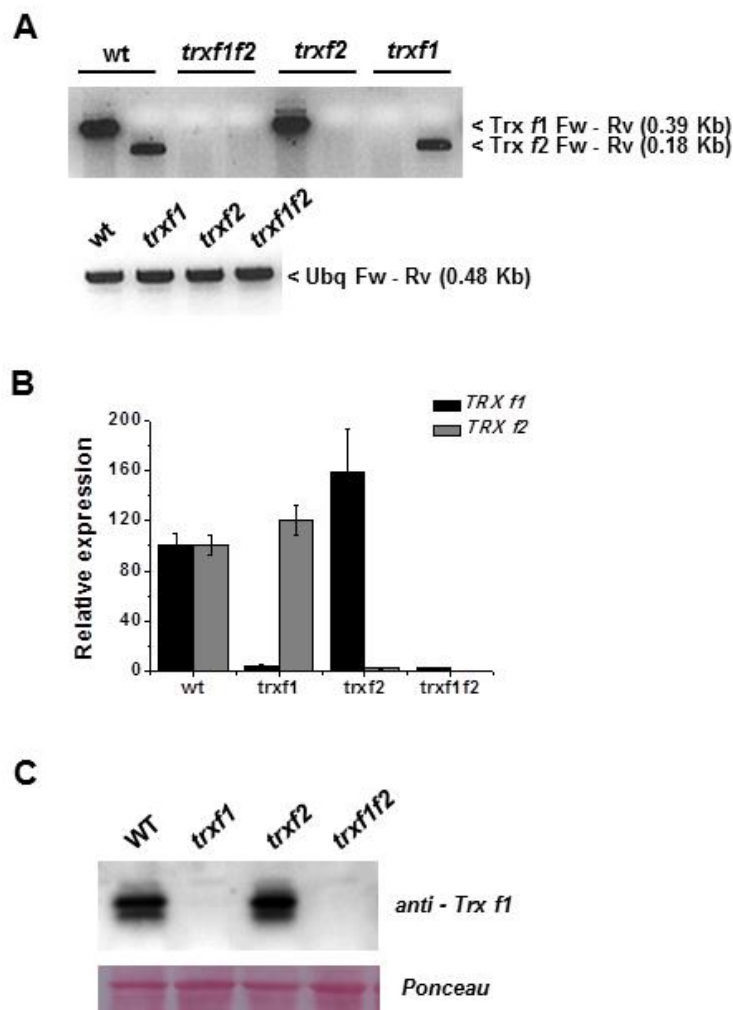 A
wt trxf1f2 trxf2 trxf1
< Trx f1 Fw - Rv (0.39 Kb)
< Trx f2 Fw - Rv (0.18 Kb)
wt trxf1 trxf2 trxf1f2
< Ubq Fw - Rv (0.48 Kb)
B
TRX f1
TRX f2
Relative expression
200
160
120
80
40
0
wt trxf1 trxf2 trxf1f2
C
WT trxf1 trxf2 trxf1f2
anti - Trx f1
Ponceau